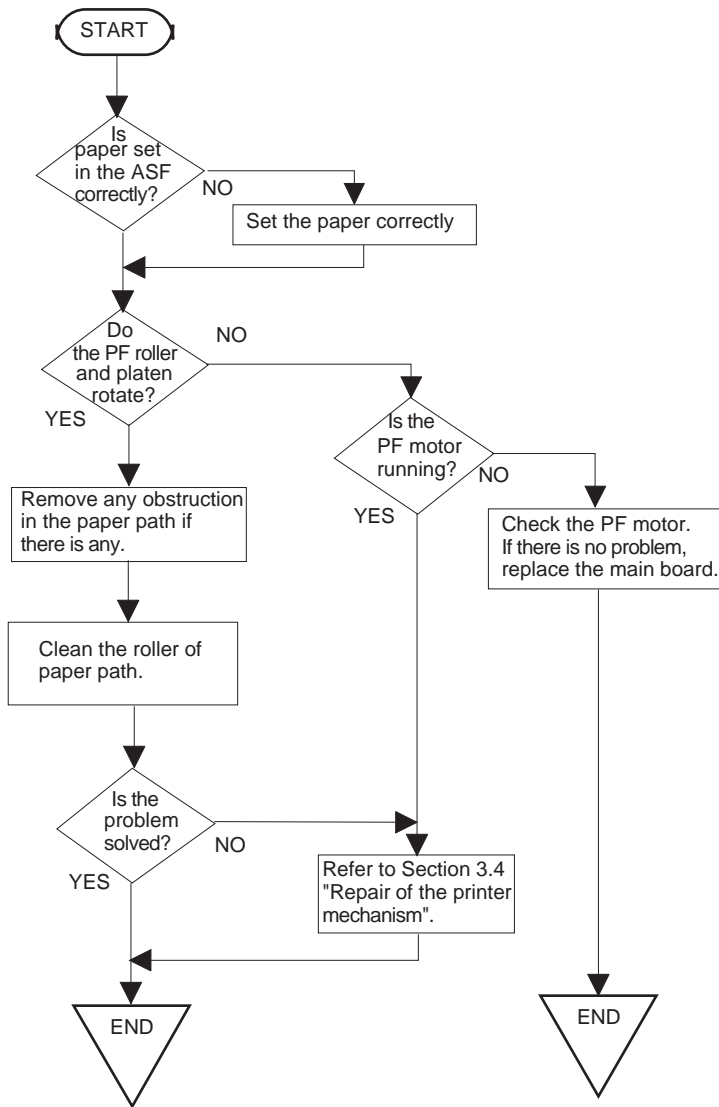 START
Is
paper set
in the ASF
correctly?
NO
Set the paper correctly
Do
the PF roller
and platen
rotate?
NO
YES
Is the
PF motor
running?
NO
YES
Remove any obstruction
in the paper path if
there is any.
Check the PF motor.
If there is no problem,
replace the main board.
Clean the roller of
paper path.
Is the
problem
solved?
NO
YES
Refer to Section 3.4
"Repair of the printer
mechanism".
END
END